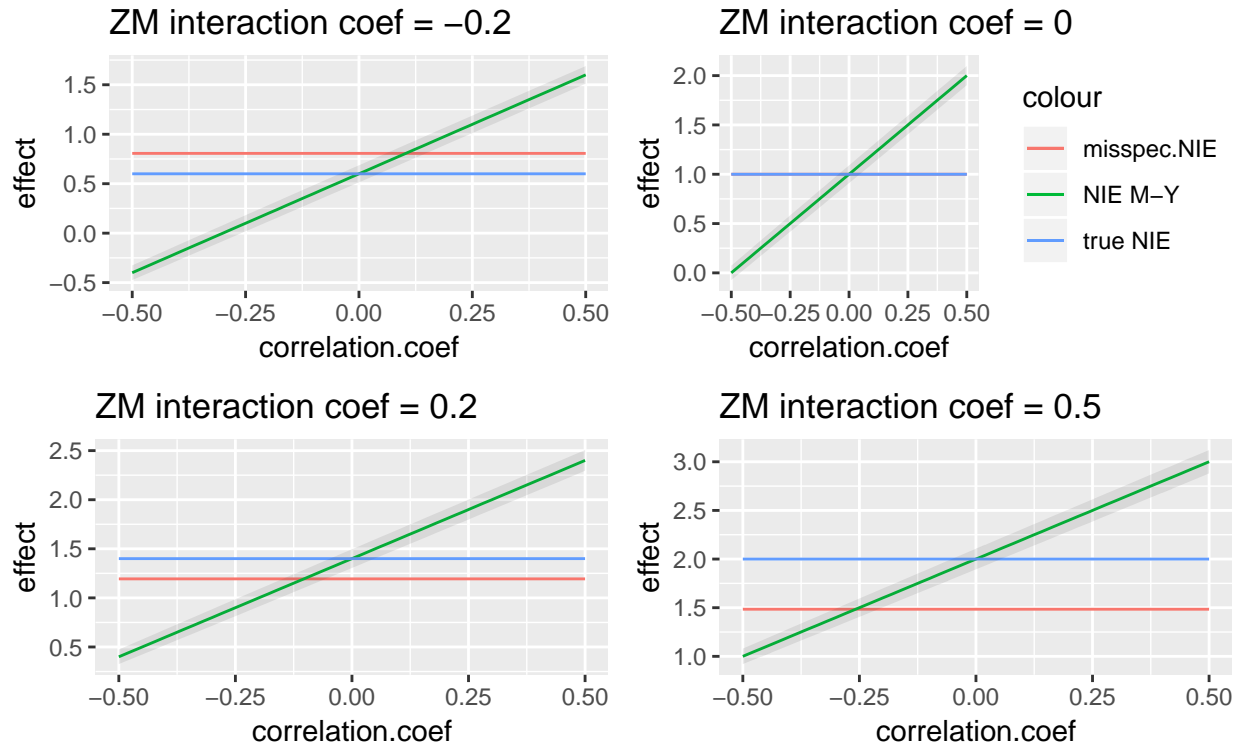 ZM interaction coef = −0.2
effect
1.5
1.0
0.5
0.0
−0.5
−0.50 −0.25 0.00 0.25 0.50
correlation.coef
ZM interaction coef = 0
effect
2.0
1.5
1.0
0.5
0.0
−0.50 −0.25 0.00 0.25 0.50
correlation.coef
colour
misspec.NIE
NIE M−Y
true NIE
ZM interaction coef = 0.2
effect
2.5
2.0
1.5
1.0
0.5
−0.50 −0.25 0.00 0.25 0.50
correlation.coef
ZM interaction coef = 0.5
effect
3.0
2.5
2.0
1.5
1.0
−0.50 −0.25 0.00 0.25 0.50
correlation.coef